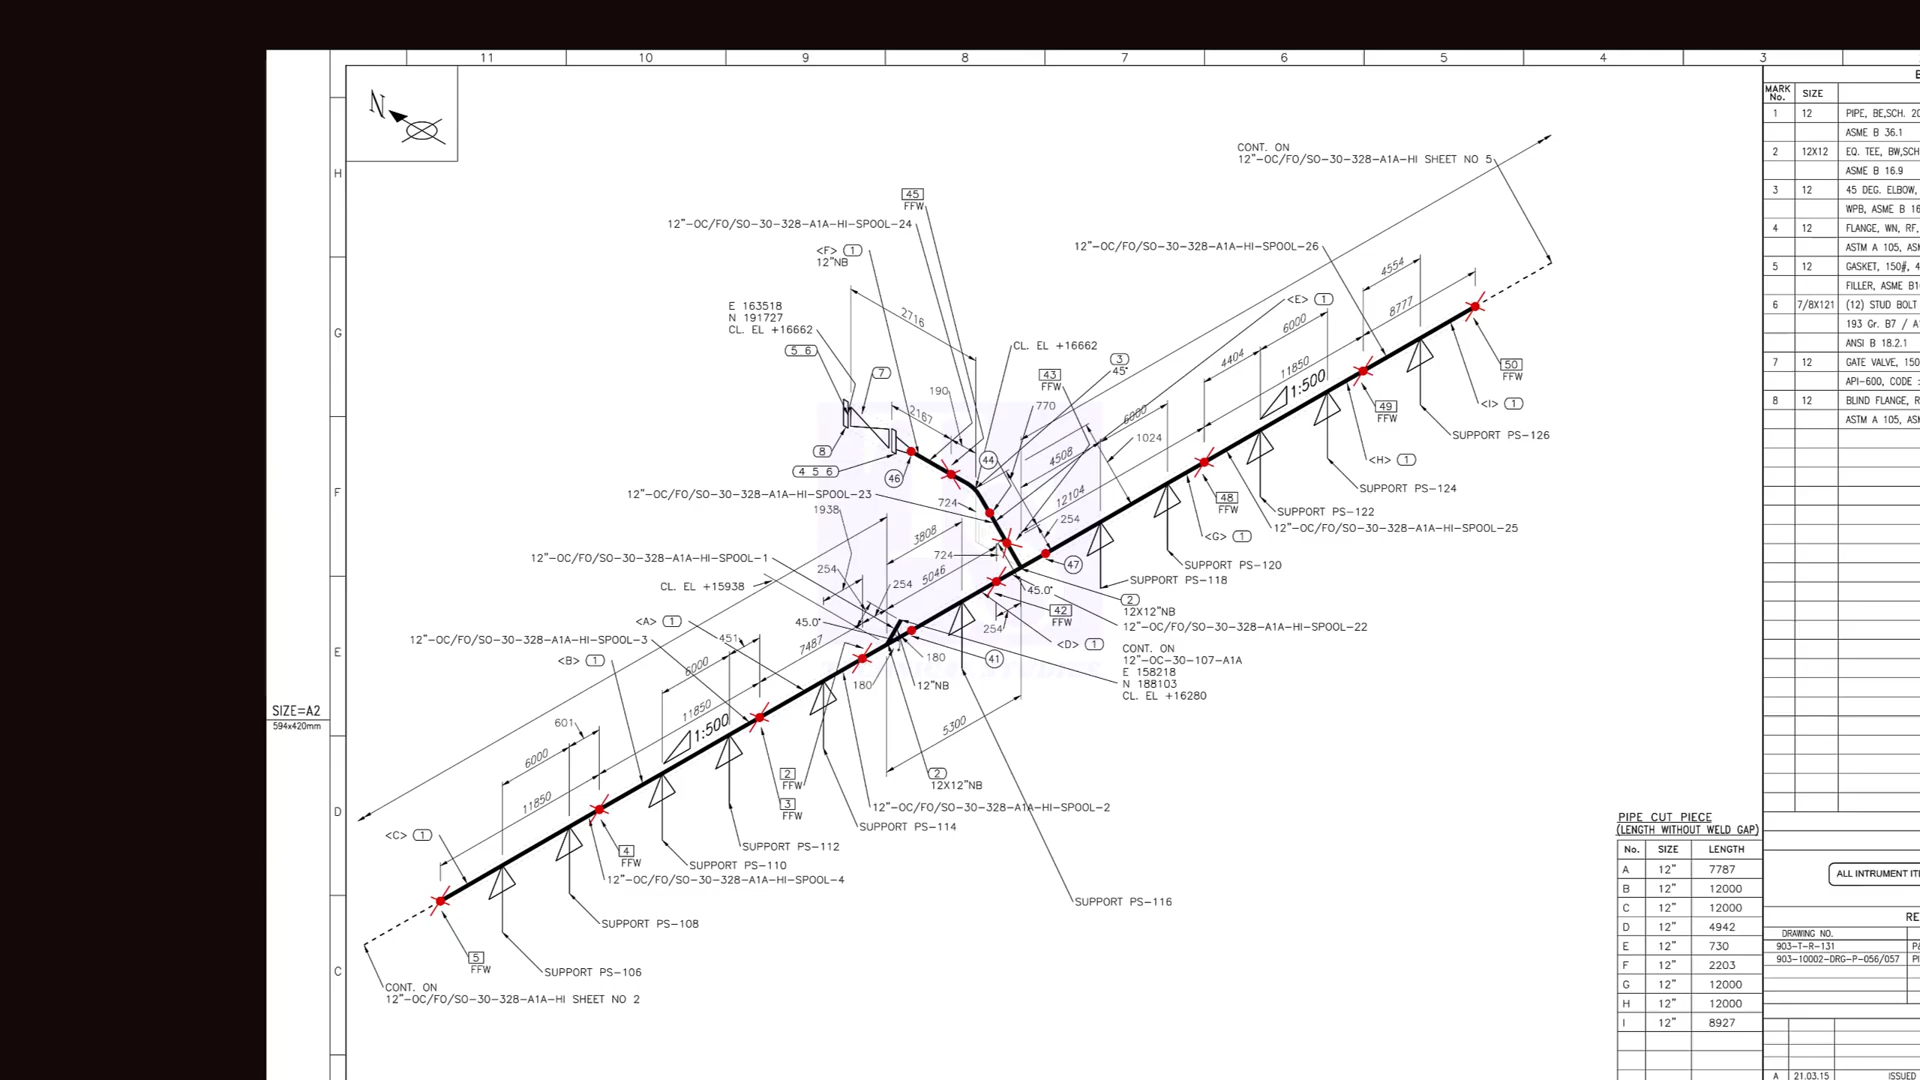 11 10 9 8 7 6 5 4 3
N
H
G
F
E
D
C
SIZE=A2
594x420mm
CONT. ON
12"-OC/FO/SO-30-328-A1A-HI SHEET NO 5
45
FFW
12"-OC/FO/SO-30-328-A1A-HI-SPOOL-24
<F> 1
12"NB
12"-OC/FO/SO-30-328-A1A-HI-SPOOL-26
4554
8777
E 163518
N 191727
CL. EL +16662
5 6
2716
<E> 1
6000
CL. EL +16662
3
45°
43
FFW
4404
11850
1:500
50
FFW
7
190
2167
770
6000
1024
49
FFW
<I> 1
SUPPORT PS-126
8
4 5 6
46
44
4508
<H> 1
SUPPORT PS-124
12"-OC/FO/SO-30-328-A1A-HI-SPOOL-23
1938
724
12104
254
48
FFW
SUPPORT PS-122
12"-OC/FO/SO-30-328-A1A-HI-SPOOL-25
<G> 1
3808
724
47
SUPPORT PS-120
12"-OC/FO/SO-30-328-A1A-HI-SPOOL-1
254
5046
254
SUPPORT PS-118
CL. EL +15938
45.0°
2
12X12"NB
42
FFW
12"-OC/FO/SO-30-328-A1A-HI-SPOOL-22
<A> 1
45.0°
254
<D> 1
12"-OC/FO/SO-30-328-A1A-HI-SPOOL-3
451
7487
180
41
CONT. ON
12"-OC-30-107-A1A
E 158218
N 188103
CL. EL +16280
<B> 1
6000
180
12"NB
11850
1:500
5300
601
6000
2
FFW
2
12X12"NB
11850
3
FFW
12"-OC/FO/SO-30-328-A1A-HI-SPOOL-2
SUPPORT PS-114
<C> 1
SUPPORT PS-112
4
FFW
SUPPORT PS-110
12"-OC/FO/SO-30-328-A1A-HI-SPOOL-4
SUPPORT PS-116
SUPPORT PS-108
5
FFW
SUPPORT PS-106
CONT. ON
12"-OC/FO/SO-30-328-A1A-HI SHEET NO 2
MARK No. SIZE
1 12 PIPE, BE,SCH. 20
ASME B 36.1
2 12X12 EQ. TEE, BW,SCH
ASME B 16.9
3 12 45 DEG. ELBOW,
WPB, ASME B 16
4 12 FLANGE, WN, RF,
ASTM A 105,
5 12 GASKET, 150#, 4
FILLER, ASME B1
6 7/8X121 (12) STUD BOLT
193 Gr. B7 / A
ANSI B 18.2.1
7 12 GATE VALVE, 150
API-600, CODE
8 12 BLIND FLANGE, R
ASTM A 105,
PIPE CUT PIECE
(LENGTH WITHOUT WELD GAP)
No. SIZE LENGTH
A 12" 7787
B 12" 12000
C 12" 12000
D 12" 4942
E 12" 730
F 12" 2203
G 12" 12000
H 12" 12000
I 12" 8927
ALL INTRUMENT
RE
DRAWING NO.
903-T-R-131
903-10002-DRG-P-056/057
A 21.03.15 ISSUED